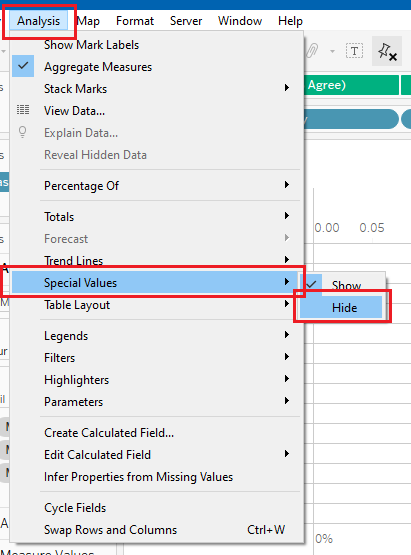 Analysis Map Format Server Window Help
Show Mark Labels
Aggregate Measures
Stack Marks
View Data...
Explain Data...
Reveal Hidden Data
Percentage Of
Totals
Forecast
Trend Lines
Special Values
Table Layout
Legends
Filters
Highlighters
Parameters
Create Calculated Field...
Edit Calculated Field
Infer Properties from Missing Values
Cycle Fields
Swap Rows and Columns Ctrl+W
Show
Hide
T
Agree)
0.00 0.05
0%
Measure Values